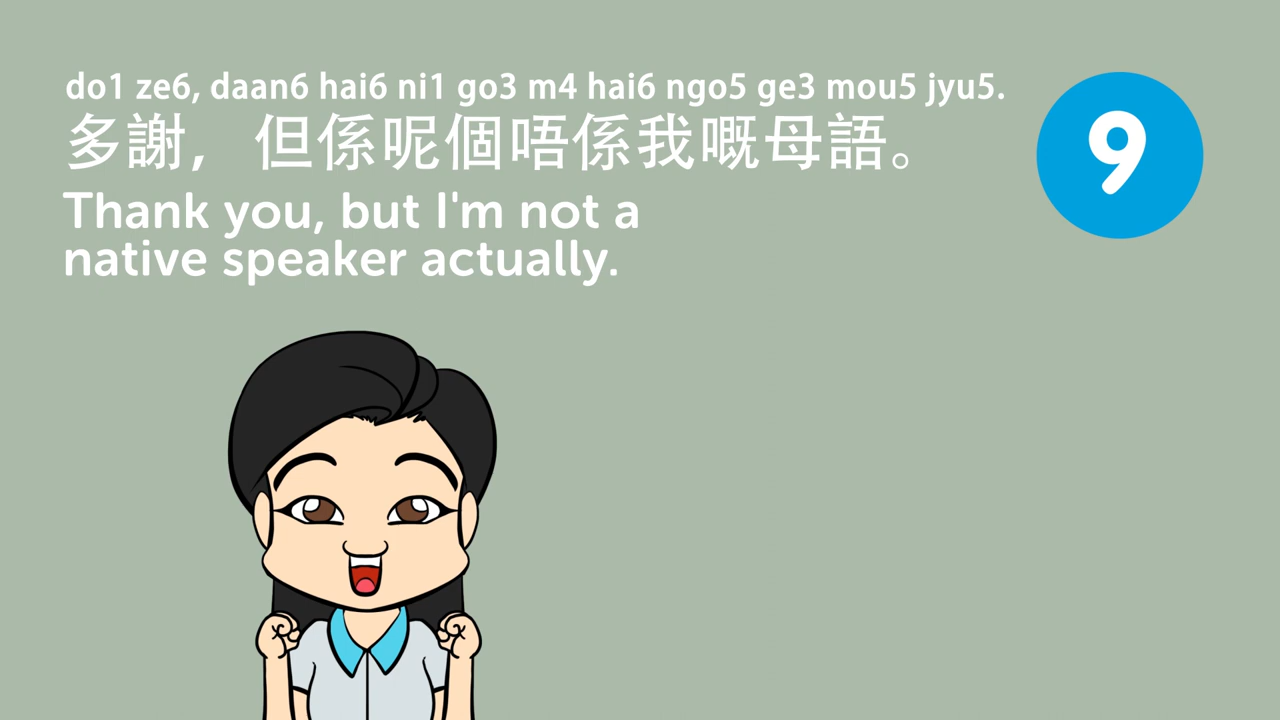 do1 ze6, daan6 hai6 ni1 go3 m4 hai6 ngo5 ge3 mou5 jyu5.
多謝，但係呢個唔係我嘅母語。
Thank you, but I'm not a
native speaker actually.
9